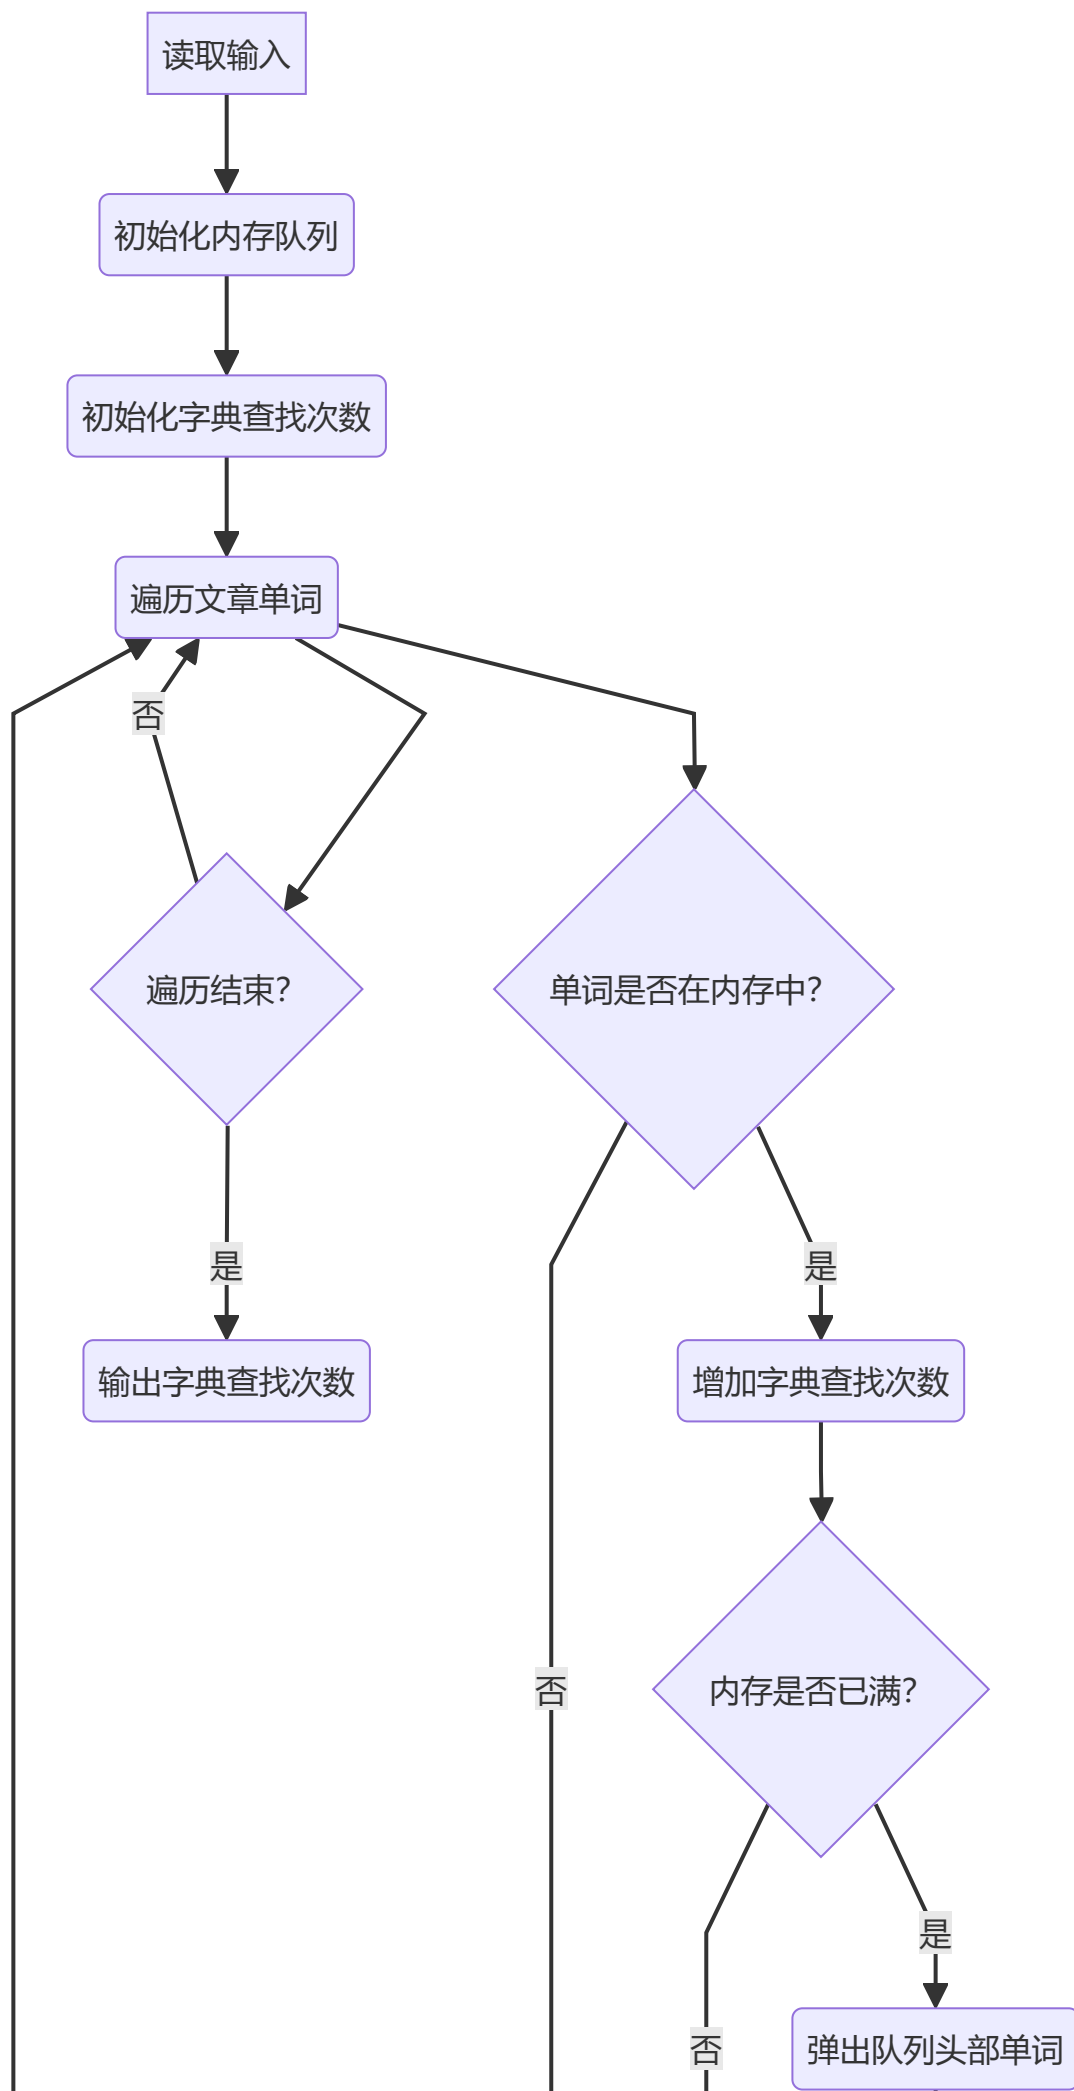 读取输入
初始化内存队列
初始化字典查找次数
遍历文章单词
否
遍历结束?
单词是否在内存中?
是
是
输出字典查找次数
增加字典查找次数
否
内存是否已满?
是
否
弹出队列头部单词